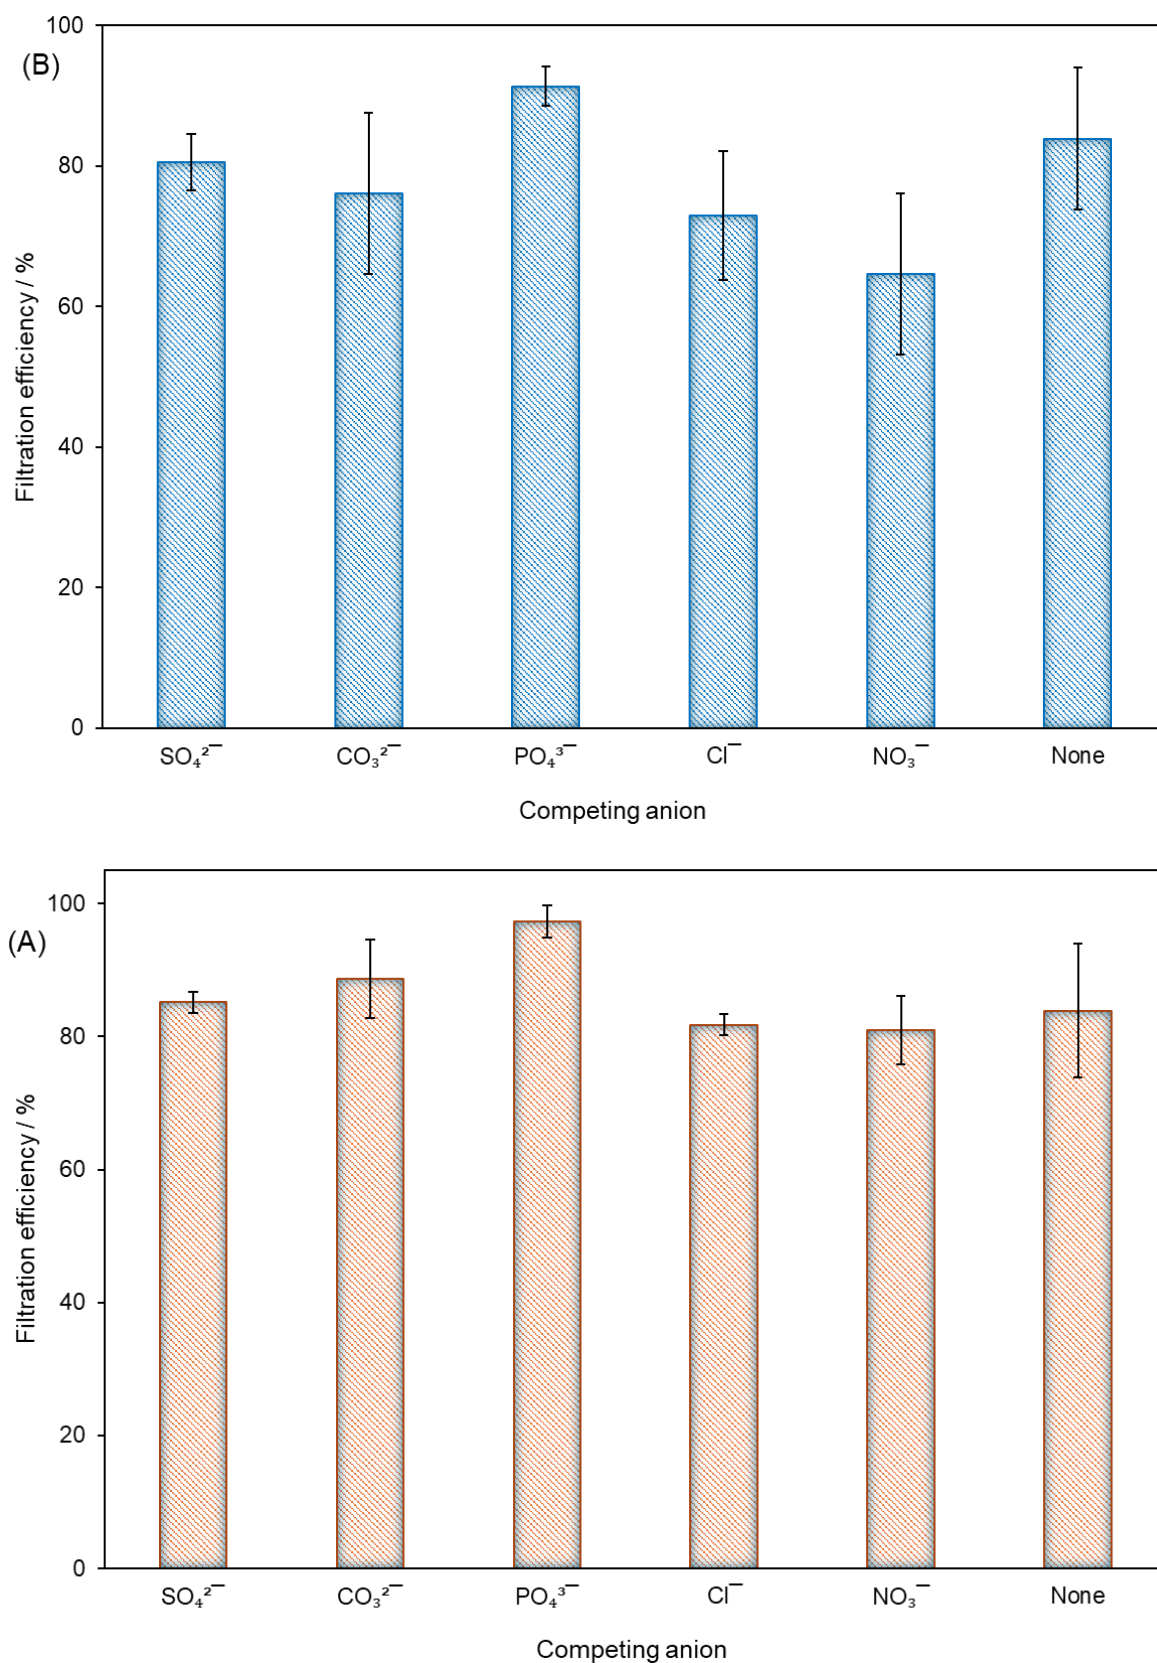 (B)
Filtration efficiency / %
100
80
60
40
20
0
SO₄²⁻ CO₃²⁻ PO₄³⁻ Cl⁻ NO₃⁻ None
Competing anion
(A)
Filtration efficiency / %
100
80
60
40
20
0
SO₄²⁻ CO₃²⁻ PO₄³⁻ Cl⁻ NO₃⁻ None
Competing anion